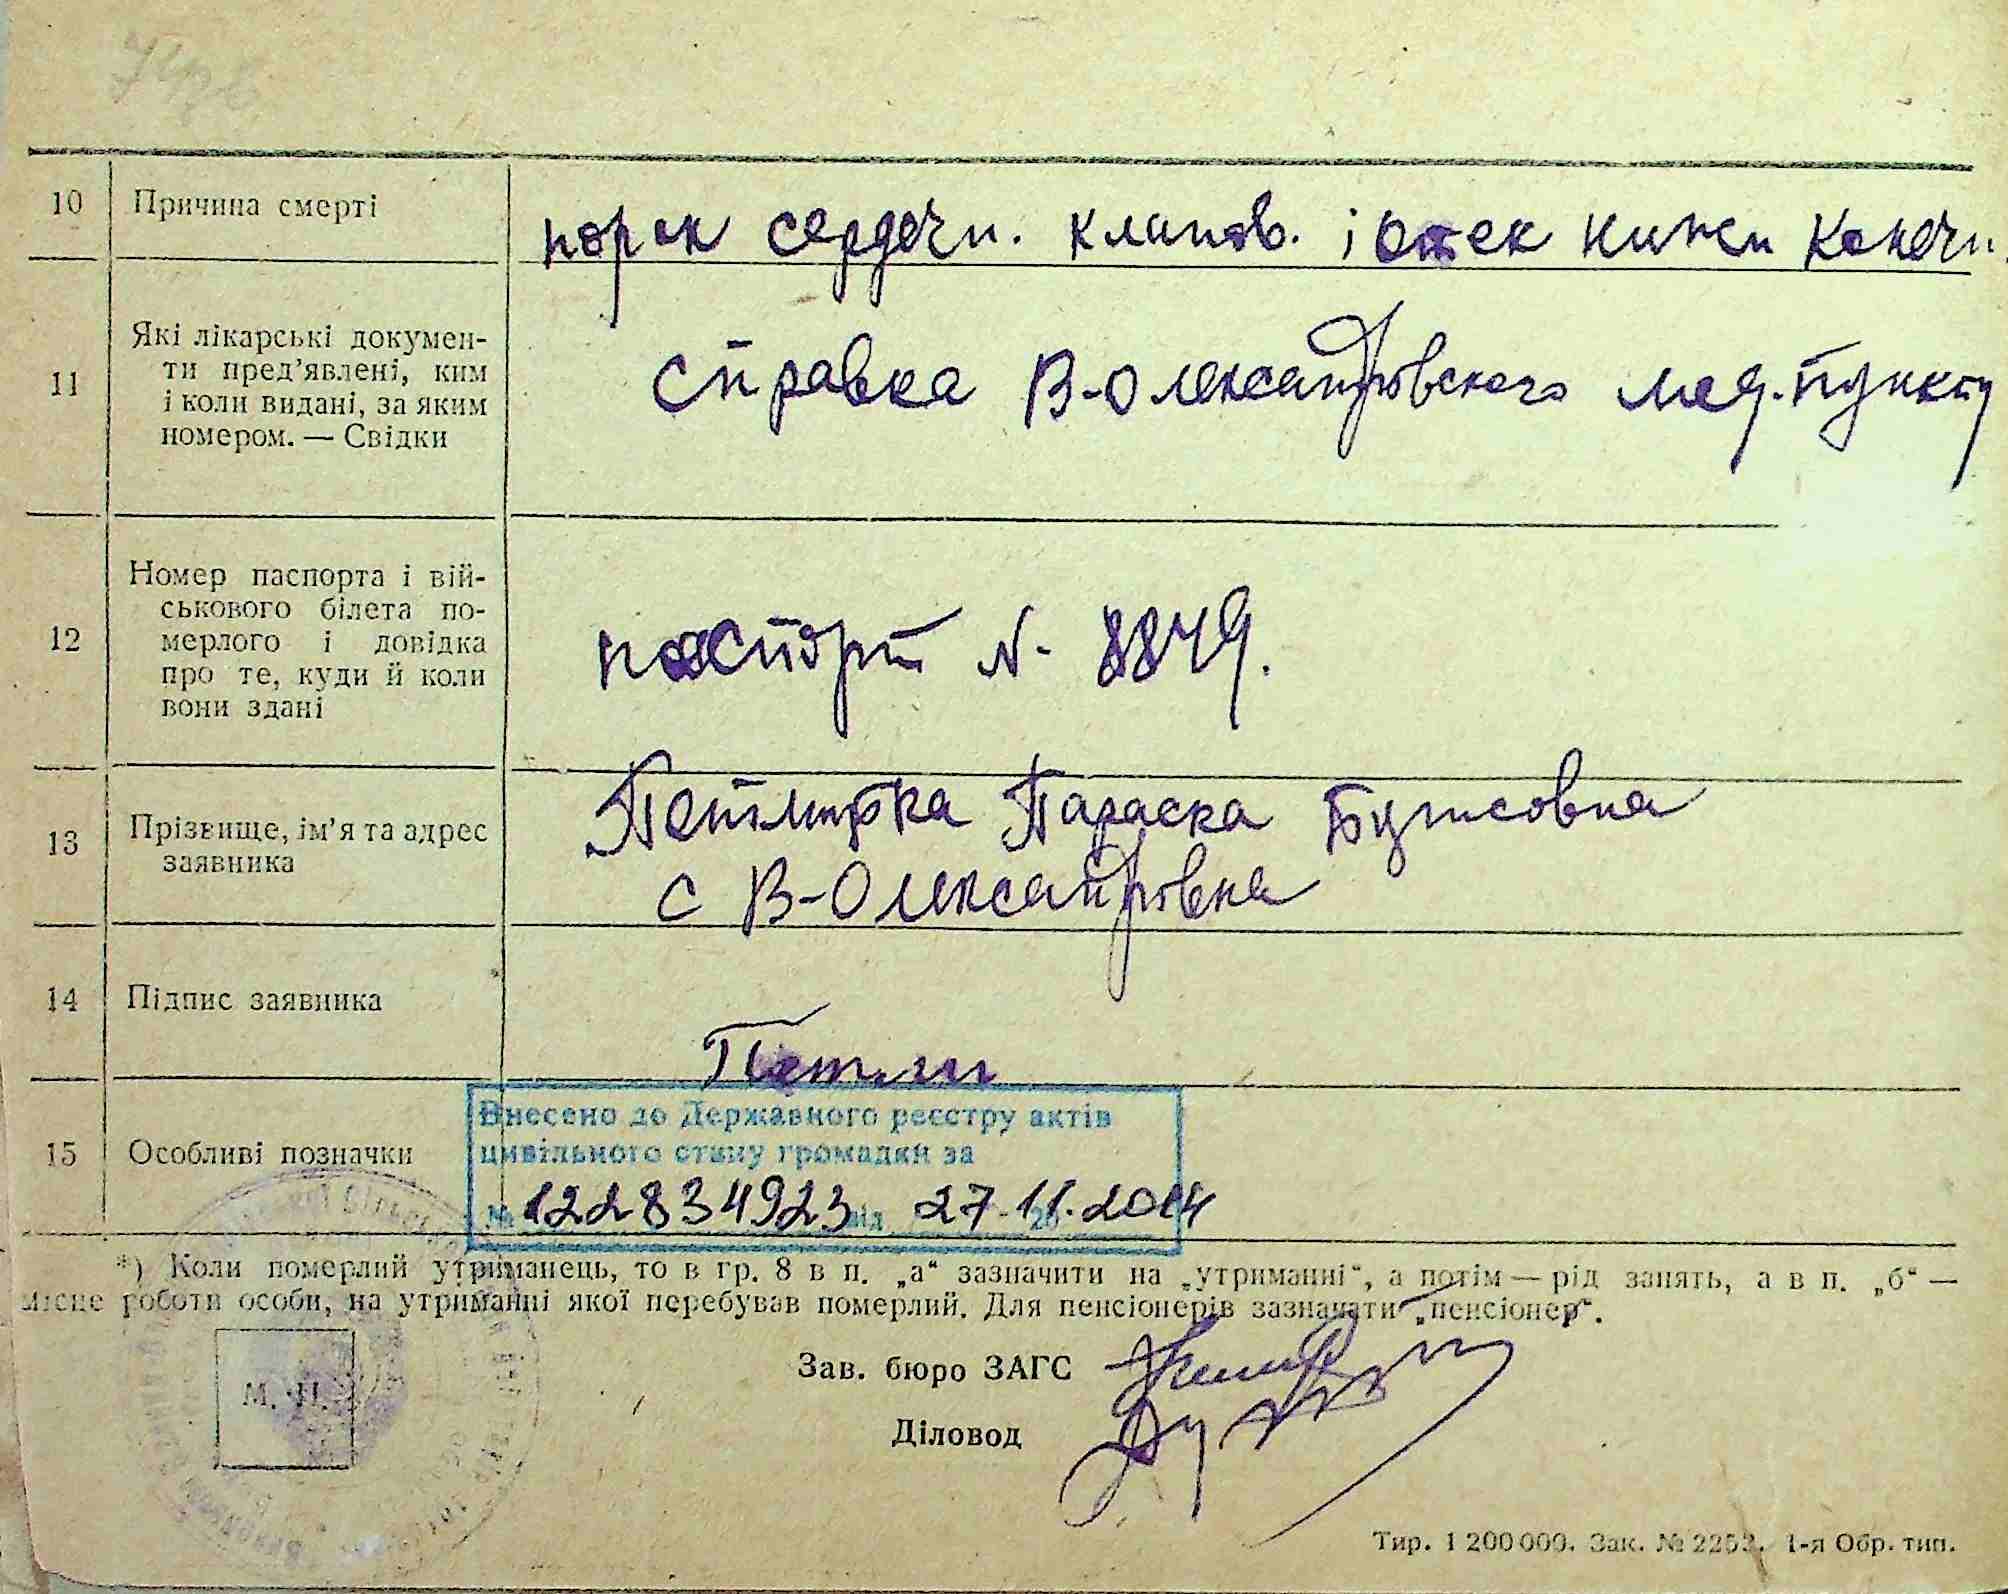 10 Причина смерті
порок сердечн. клапов. і отек нижн конечн.
11 Які лікарські докумен-
ти пред’явлені, ким
і коли видані, за яким
номером. — Свідки
справка В-Олександровского мед. пункту
12 Номер паспорта і вій-
ськового білета по-
мерлого і довідка
про те, куди й коли
вони здані
паспорт № 8849.
13 Прізвище, ім’я та адрес
заявника
Параска
с В-Олександровка
14 Підпис заявника
15 Особливі позначки
Внесено до Державного реєстру актів
цивільного стану громадян за
№ 122834923 від 27.11.2014
*) Коли померлий утриманець, то в гр. 8 в п. „а“ зазначити на „утриманні“, а потім — рід занять, а в п. „б“ —
місце роботи особи, на утриманні якої перебував померлий. Для пенсіонерів зазначати „пенсіонер“.
М. П.
Зав. бюро ЗАГС
Діловод
Тир. 1 200 000. Зак. № 2253. 1-я Обр. тип.